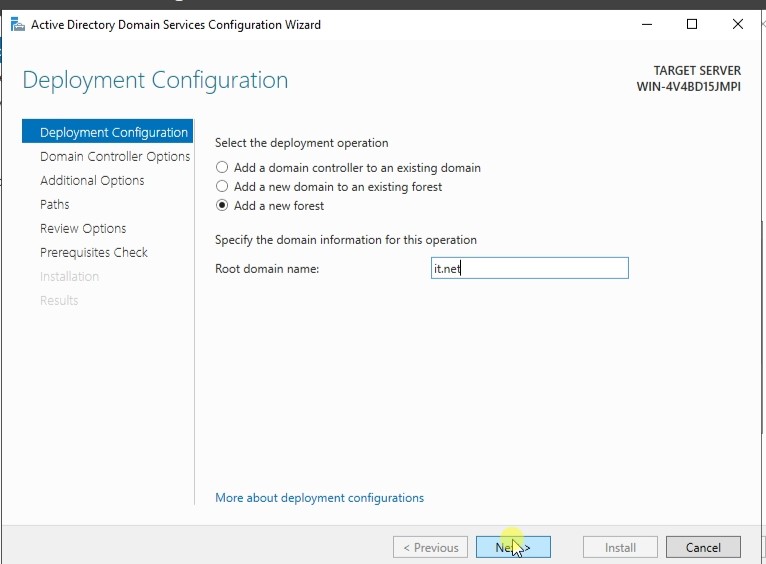 Active Directory Domain Services Configuration Wizard
Deployment Configuration
TARGET SERVER
WIN-4V4BD15JMPI
Deployment Configuration
Domain Controller Options
Additional Options
Paths
Review Options
Prerequisites Check
Installation
Results
Select the deployment operation
Add a domain controller to an existing domain
Add a new domain to an existing forest
Add a new forest
Specify the domain information for this operation
Root domain name: it.net
More about deployment configurations
< Previous Next > Install Cancel